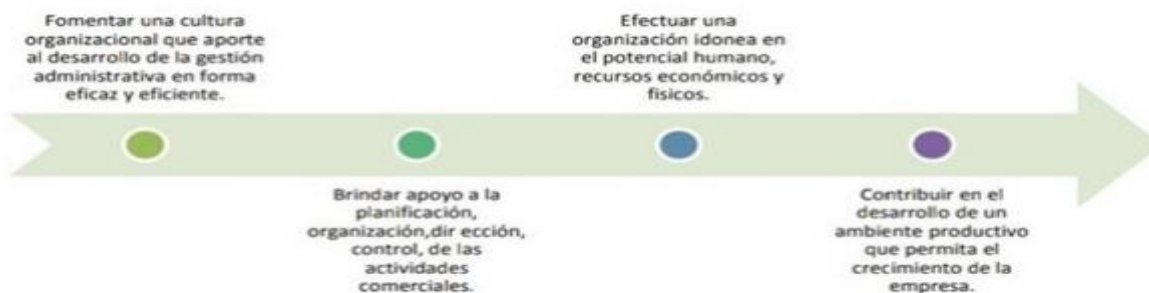 Fomentar una cultura
organizacional que aporte
al desarrollo de la gestión
administrativa en forma
eficaz y eficiente.
Brindar apoyo a la
planificación,
organización,dir ección,
control, de las
actividades
comerciales.
Efectuar una
organización idonea en
el potencial humano,
recursos económicos y
fisicos.
Contribuir en el
desarrollo de un
ambiente productivo
que permita el
crecimiento de la
empresa.